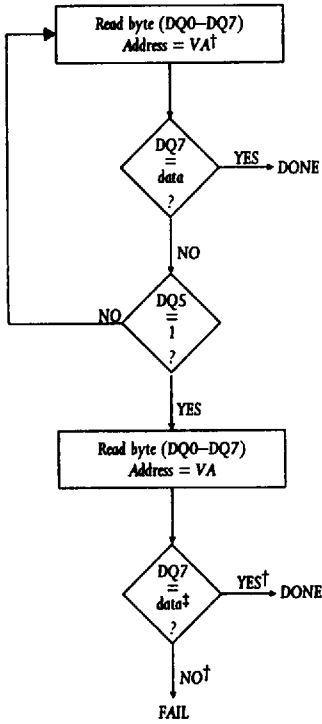 Read byte (DQ0–DQ7)
Address = VA†
DQ7
=
data
?
YES
DONE
NO
DQ5
=
1
?
NO
YES
Read byte (DQ0–DQ7)
Address = VA
DQ7
=
data‡
?
YES†
DONE
NO†
FAIL